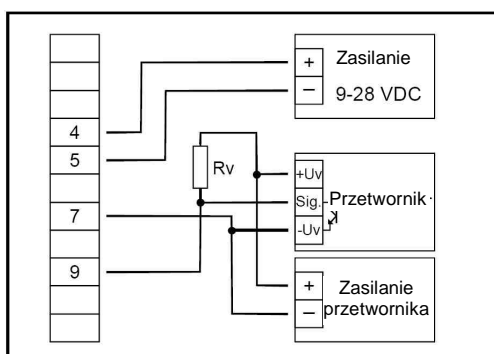 4
5
7
9
Rv
+
−
Zasilanie
9-28 VDC
+Uv
Sig.
-Uv
Przetwornik
+
−
Zasilanie
przetwornika